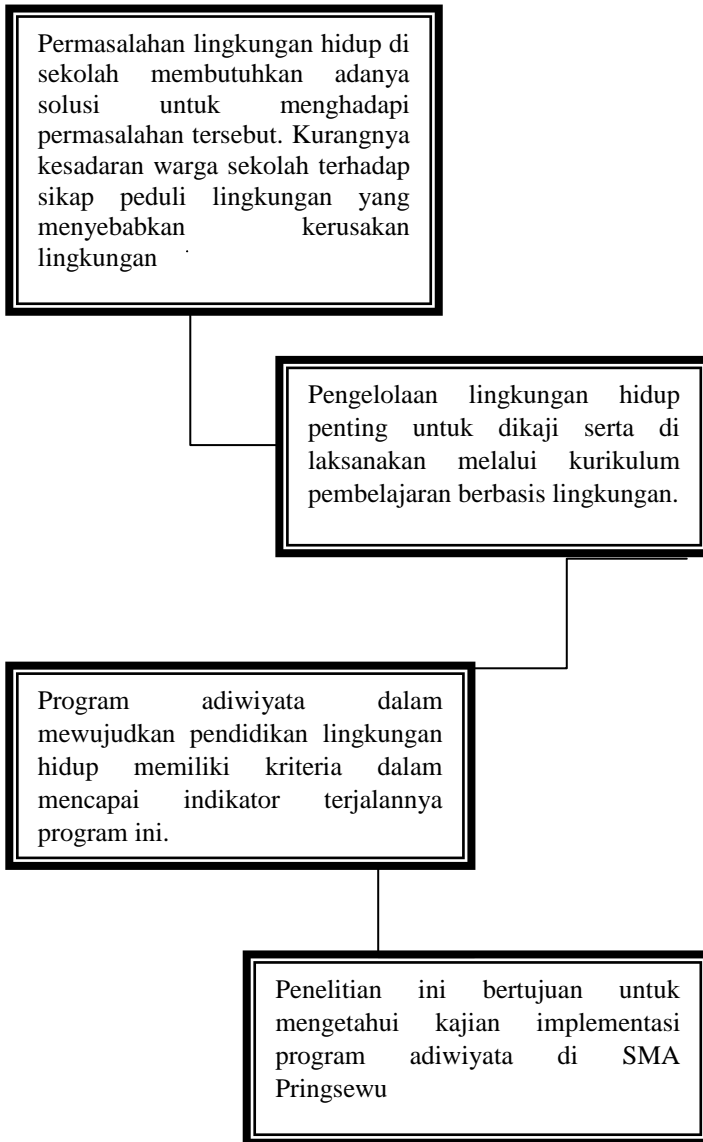 Permasalahan lingkungan hidup di
sekolah membutuhkan adanya
solusi untuk menghadapi
permasalahan tersebut. Kurangnya
kesadaran warga sekolah terhadap
sikap peduli lingkungan yang
menyebabkan kerusakan
lingkungan .
Pengelolaan lingkungan hidup
penting untuk dikaji serta di
laksanakan melalui kurikulum
pembelajaran berbasis lingkungan.
Program adiwiyata dalam
mewujudkan pendidikan lingkungan
hidup memiliki kriteria dalam
mencapai indikator terjalannya
program ini.
Penelitian ini bertujuan untuk
mengetahui kajian implementasi
program adiwiyata di SMA
Pringsewu